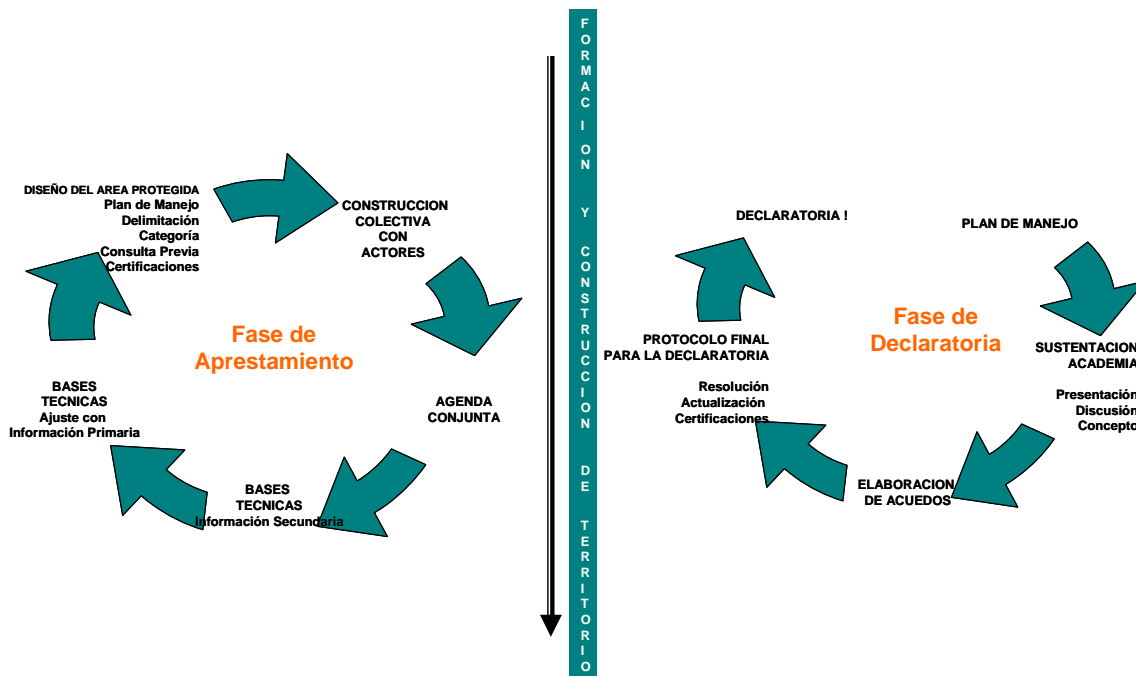 DISEÑO DEL AREA PROTEGIDA
Plan de Manejo
Delimitación
Categoría
Consulta Previa
Certificaciones
CONSTRUCCION
COLECTIVA
CON
ACTORES
Fase de
Aprestamiento
AGENDA
CONJUNTA
BASES
TECNICAS
Información Secundaria
BASES
TECNICAS
Ajuste con
Información Primaria
FORMACION Y CONSTRUCCION DE TERRITORIO
DECLARATORIA !
PLAN DE MANEJO
Fase de
Declaratoria
SUSTENTACION
ACADEMIA
Presentación
Discusión
Concepto
ELABORACION
DE ACUEDOS
PROTOCOLO FINAL
PARA LA DECLARATORIA
Resolución
Actualización
Certificaciones